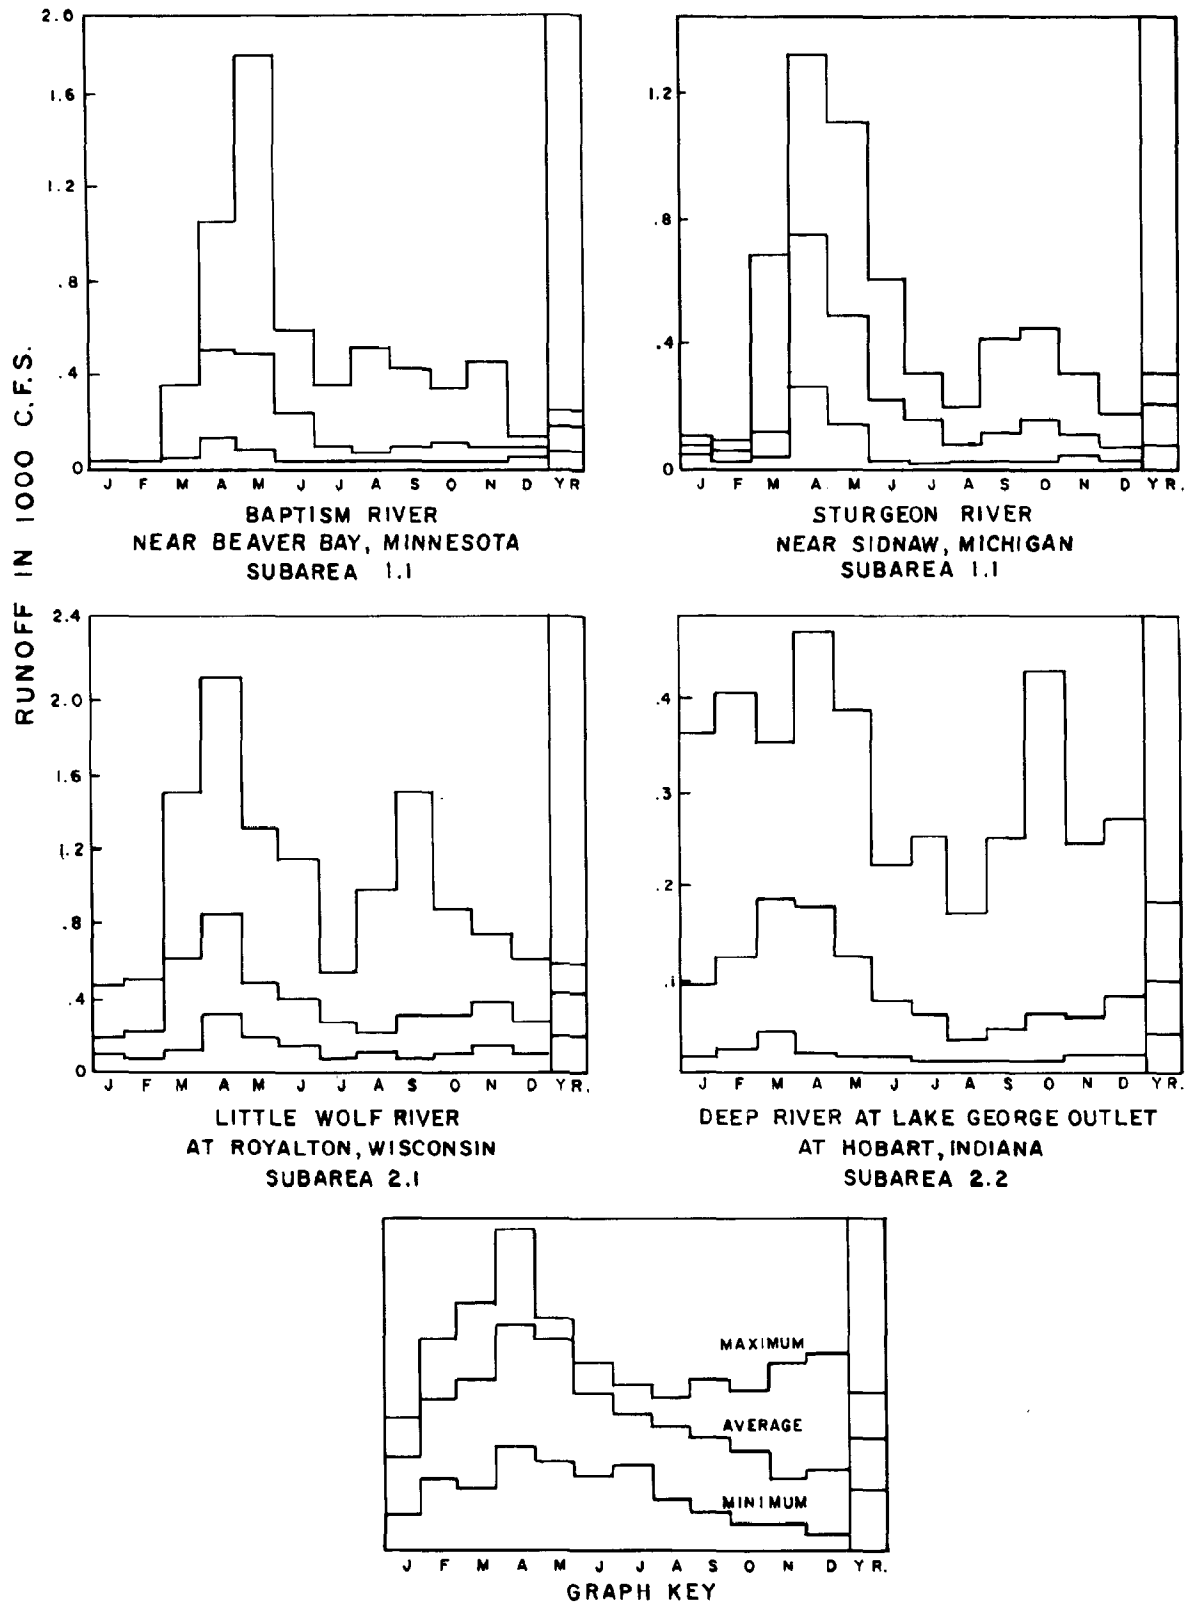 RUNOFF IN 1000 C.F.S.
2.0
1.6
1.2
.8
.4
0
J F M A M J J A S O N D YR
BAPTISM RIVER
NEAR BEAVER BAY, MINNESOTA
SUBAREA 1.1
1.2
.8
.4
0
J F M A. M J J A S O N D YR.
STURGEON RIVER
NEAR SIDNAW, MICHIGAN
SUBAREA 1.1
2.4
2.0
1.6
1.2
.8
.4
0
J F M A M J J A S O N D YR.
LITTLE WOLF RIVER
AT ROYALTON, WISCONSIN
SUBAREA 2.1
.4
.3
.2
.1
J F M A M J J A S O N D YR.
DEEP RIVER AT LAKE GEORGE OUTLET
AT HOBART, INDIANA
SUBAREA 2.2
MAXIMUM
AVERAGE
MINIMUM
J F M A M J J A S O N D YR.
GRAPH KEY